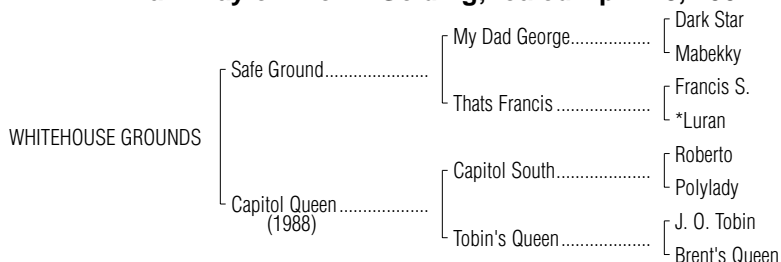 My Dad George
Dark Star
Mabekky
Safe Ground
Thats Francis
Francis S.
*Luran
WHITEHOUSE GROUNDS
Capitol Queen
(1988)
Capitol South
Roberto
Polylady
Tobin's Queen
J. O. Tobin
Brent's Queen